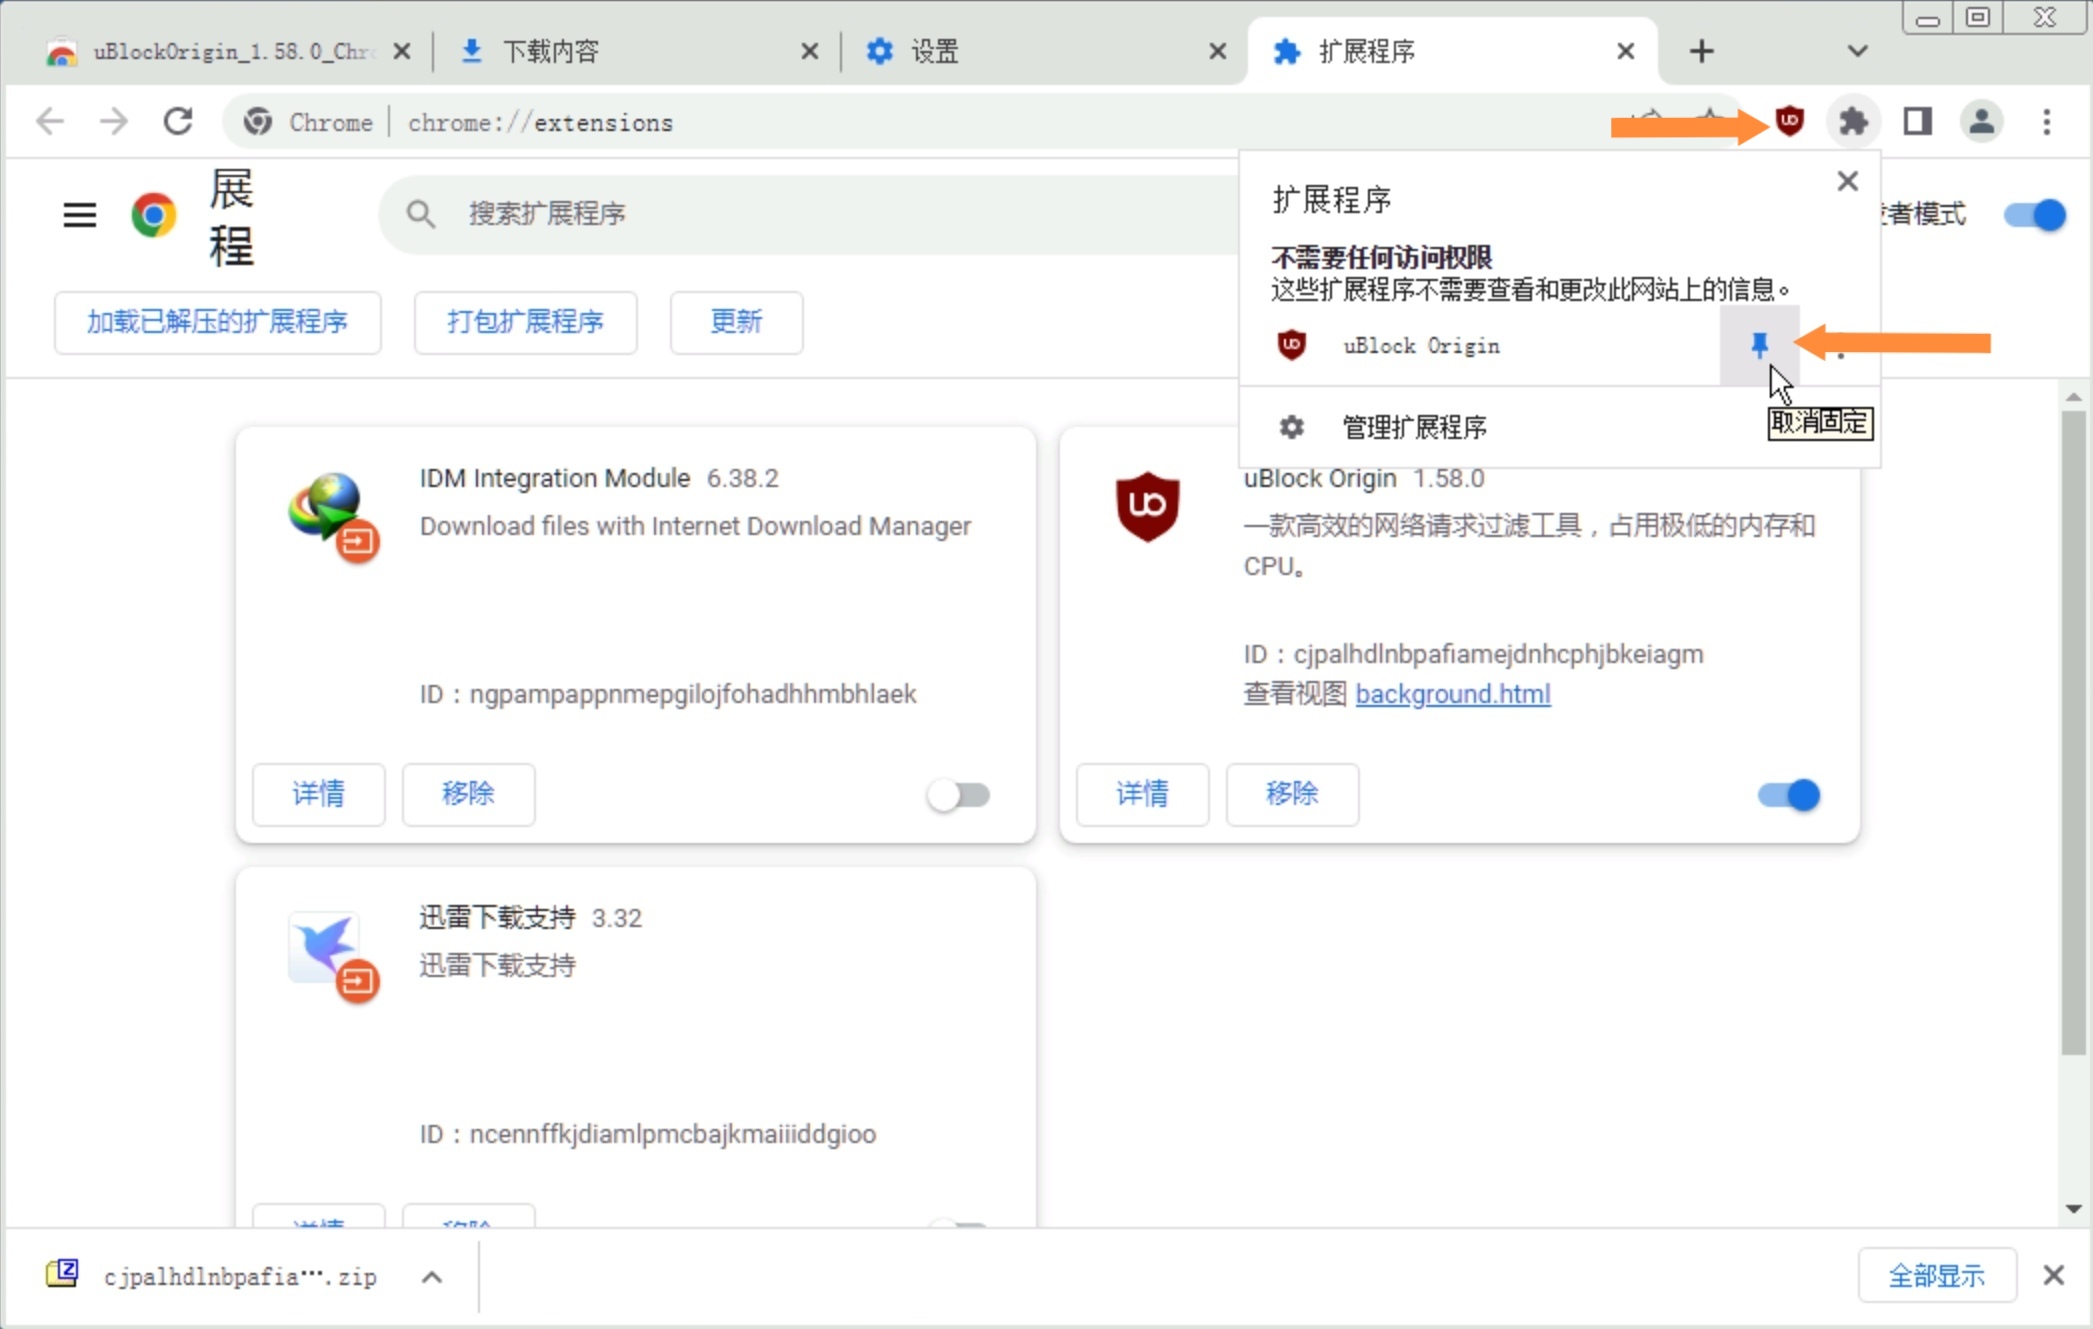 uBlockOrigin_1.58.0_Chr
下载内容
设置
扩展程序
Chrome
chrome://extensions
展
程
搜索扩展程序
者模式
加载已解压的扩展程序
打包扩展程序
更新
扩展程序
不需要任何访问权限
这些扩展程序不需要查看和更改此网站上的信息。
uBlock Origin
管理扩展程序
取消固定
IDM Integration Module 6.38.2
Download files with Internet Download Manager
ID：ngpampappnmepgilojfohadhhmbhlaek
详情
移除
uBlock Origin 1.58.0
一款高效的网络请求过滤工具，占用极低的内存和
CPU。
ID：cjpalhdlnbpafiamejdnhcphjbkeiagm
查看视图 background.html
详情
移除
迅雷下载支持 3.32
迅雷下载支持
ID：ncennffkjdiamlpmcbajkmaiiiddgioo
详情
移除
cjpalhdlnbpafia….zip
全部显示